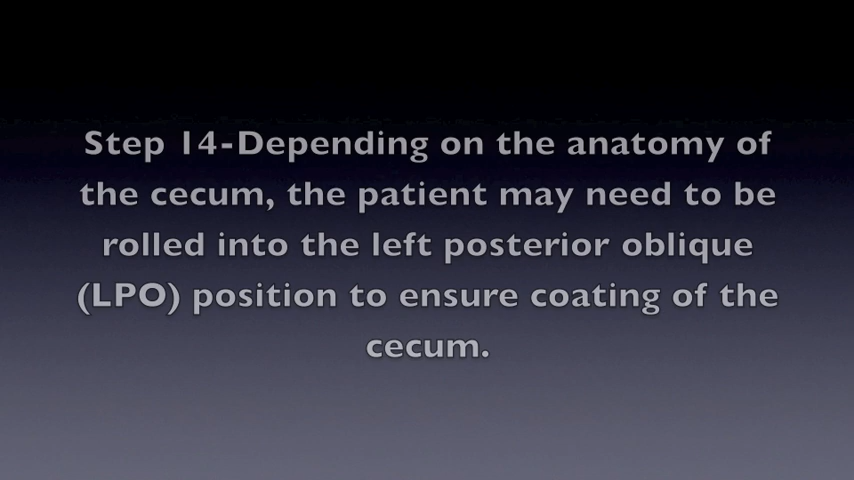 Step 14-Depending on the anatomy of
the cecum, the patient may need to be
rolled into the left posterior oblique
(LPO) position to ensure coating of the
cecum.